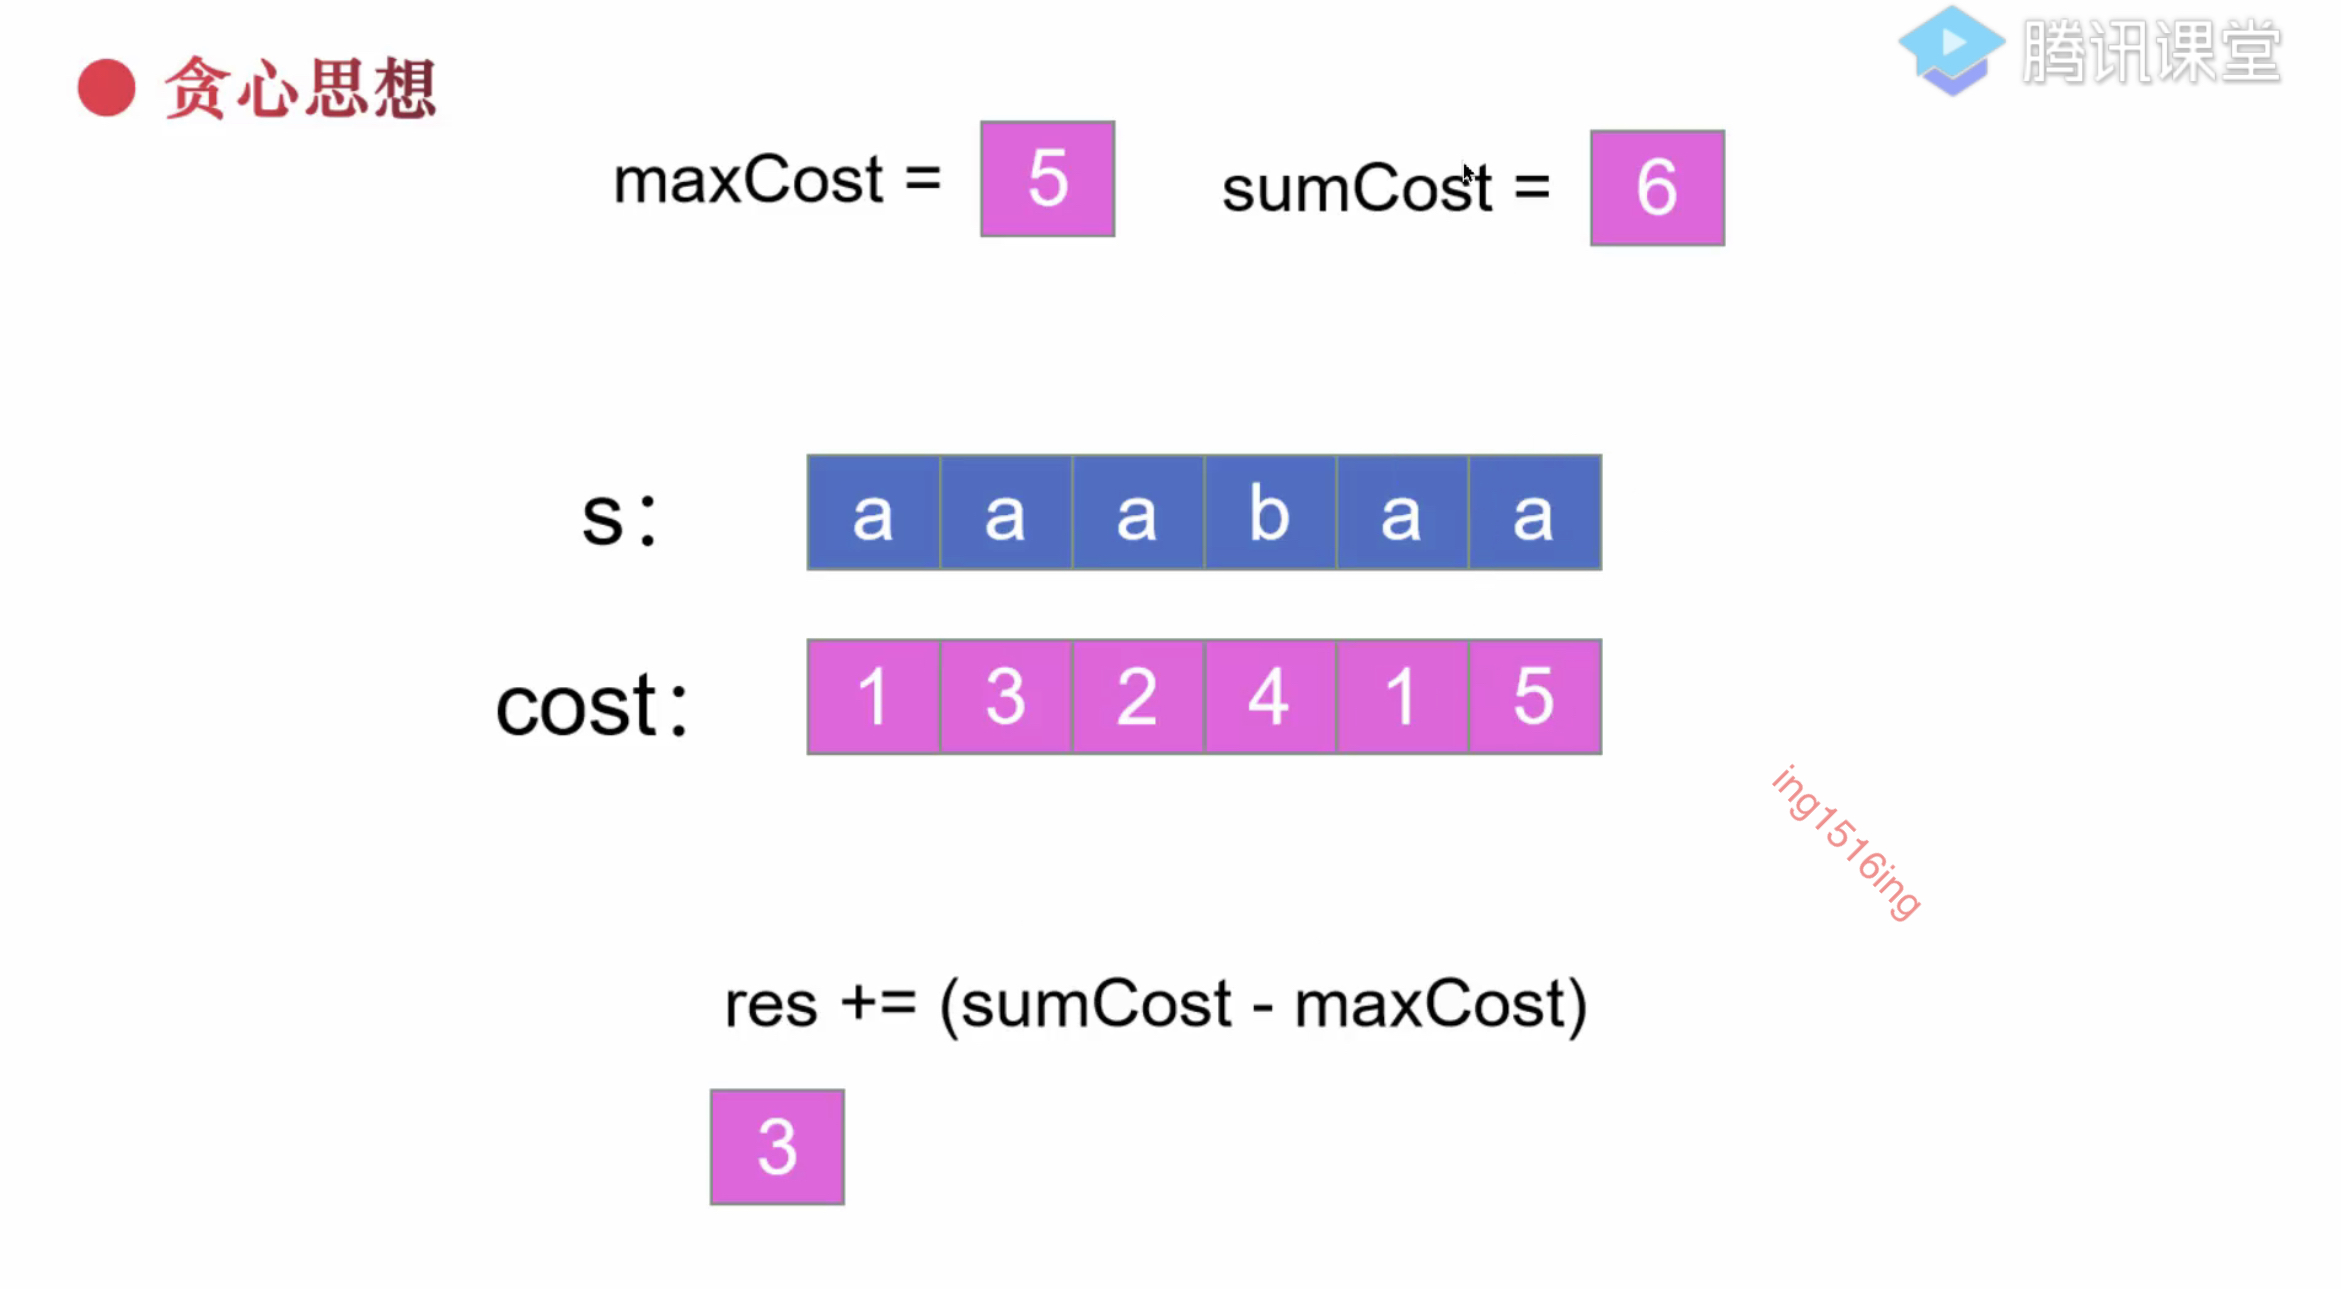 腾讯课堂
贪心思想
maxCost = 5 sumCost = 6
s: a a a b a a
cost: 1 3 2 4 1 5
ing1516ing
res += (sumCost - maxCost)
3